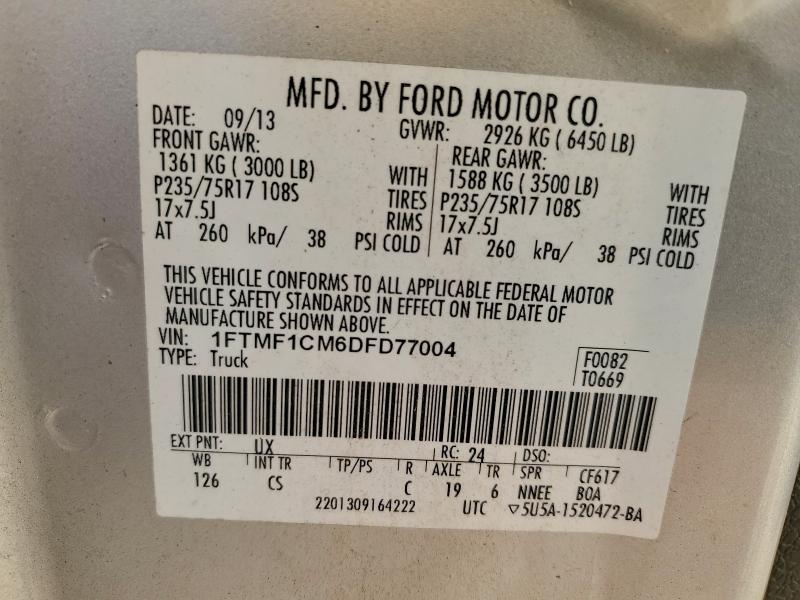 MFD. BY FORD MOTOR CO.
DATE: 09/13 GVWR: 2926 KG ( 6450 LB)
FRONT GAWR: REAR GAWR:
1361 KG ( 3000 LB) WITH 1588 KG ( 3500 LB) WITH
P235/75R17 108S TIRES P235/75R17 108S TIRES
17x7.5J RIMS 17x7.5J RIMS
AT 260 kPa/ 38 PSI COLD AT 260 kPa/ 38 PSI COLD
THIS VEHICLE CONFORMS TO ALL APPLICABLE FEDERAL MOTOR
VEHICLE SAFETY STANDARDS IN EFFECT ON THE DATE OF
MANUFACTURE SHOWN ABOVE.
VIN: 1FTMF1CM6DFD77004 F0082
TYPE: Truck T0669
EXT PNT: UX RC: 24 DSO:
WB INT TR TP/PS R AXLE TR SPR CF617
126 CS C 19 6 NNEE BOA
2201309164222 UTC ▽5U5A-1520472-BA